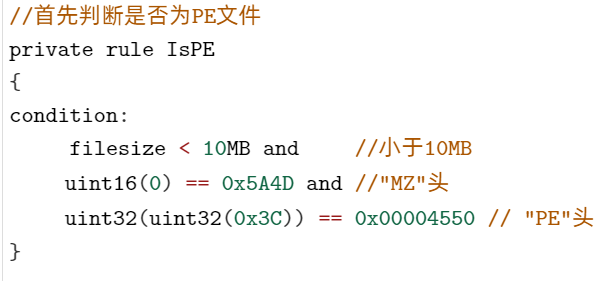 //首先判断是否为PE文件
private rule IsPE
{
condition:
filesize < 10MB and //小于10MB
uint16(0) == 0x5A4D and //"MZ"头
uint32(uint32(0x3C)) == 0x00004550 // "PE"头
}